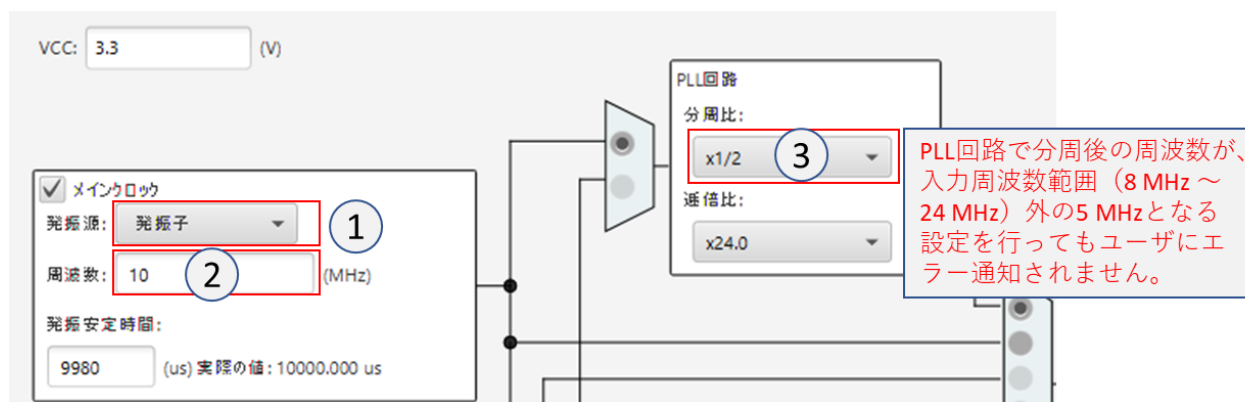 VCC: 3.3 (V)
PLL回路
分周比:
x1/2 3
逓倍比:
x24.0
PLL回路で分周後の周波数が、
入力周波数範囲（8 MHz ～
24 MHz）外の5 MHzとなる
設定を行ってもユーザにエ
ラー通知されません。
メインクロック
発振源: 発振子 1
周波数: 10 2 (MHz)
発振安定時間:
9980 (us) 実際の値: 10000.000 us